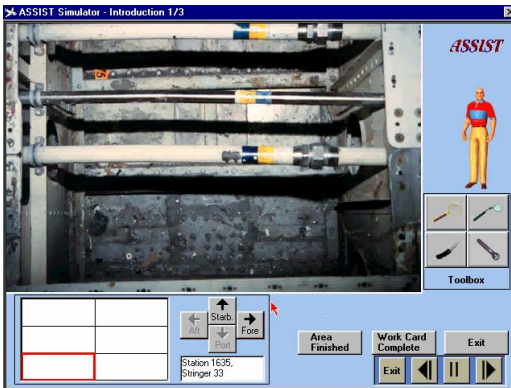 ASSIST Simulator - Introduction 1/3
ASSIST
Toolbox
Starb.
Aft
Fore
Port
Station 1635,
Stringer 33
Area
Finished
Work Card
Complete
Exit
Exit